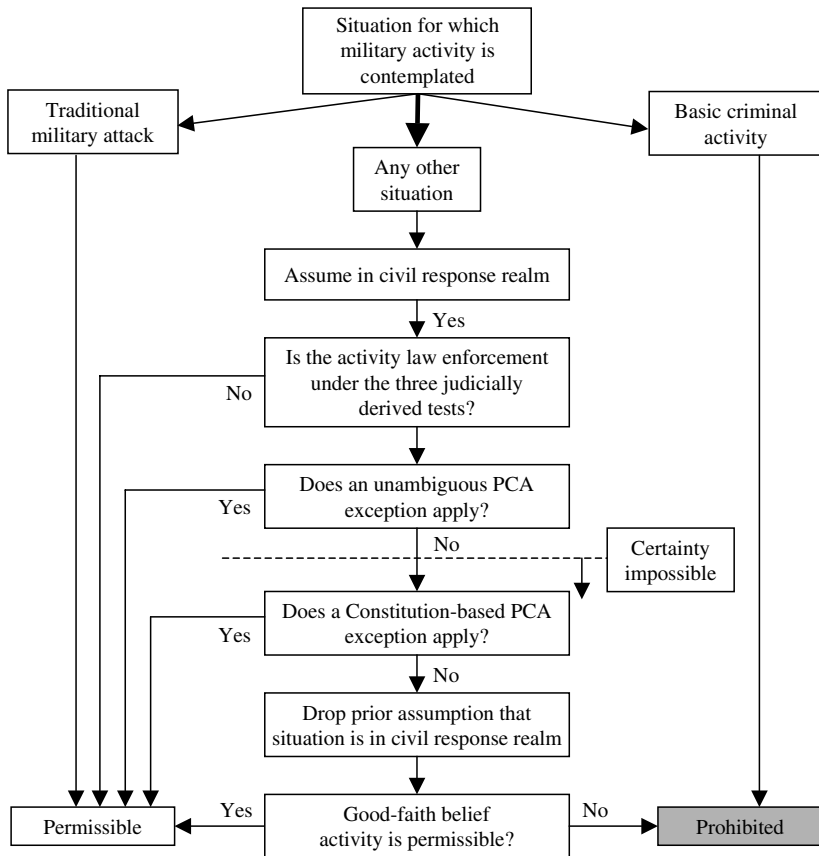 Situation for which
military activity is
contemplated
Traditional
military attack
Basic criminal
activity
Any other
situation
Assume in civil response realm
Yes
Is the activity law enforcement
under the three judicially
derived tests?
No
Does an unambiguous PCA
exception apply?
Yes
No
Certainty
impossible
Does a Constitution-based PCA
exception apply?
Yes
No
Drop prior assumption that
situation is in civil response realm
Permissible
Yes
Good-faith belief
activity is permissible?
No
Prohibited